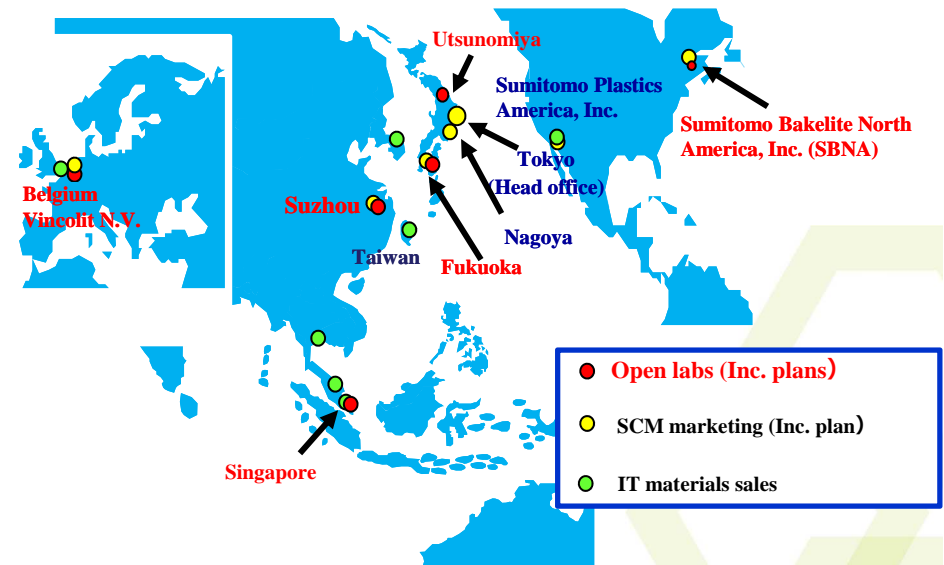 Utsunomiya
Sumitomo Plastics
America, Inc.
Sumitomo Bakelite North
America, Inc. (SBNA)
Tokyo
(Head office)
Belgium
Vincolit N.V.
Suzhou
Nagoya
Taiwan
Fukuoka
Singapore
Open labs (Inc. plans)
SCM marketing (Inc. plan)
IT materials sales